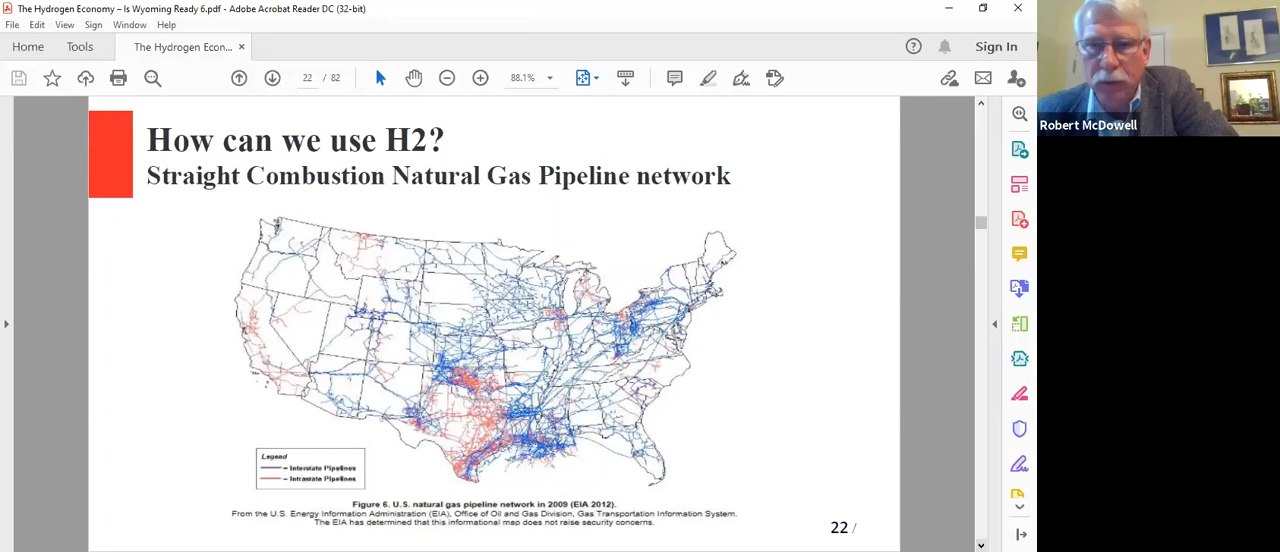 The Hydrogen Economy – Is Wyoming Ready 6.pdf - Adobe Acrobat Reader DC (32-bit)
File Edit View Sign Window Help
Home Tools The Hydrogen Econ... × Sign In
22 / 82 88.1%
How can we use H2?
Straight Combustion Natural Gas Pipeline network
Legend
= Interstate Pipelines
= Intrastate Pipelines
Figure 6. U.S. natural gas pipeline network in 2009 (EIA 2012).
From the U.S. Energy Information Administration (EIA), Office of Oil and Gas Division, Gas Transportation Information System.
The EIA has determined that this informational map does not raise security concerns.
22 /
Robert McDowell